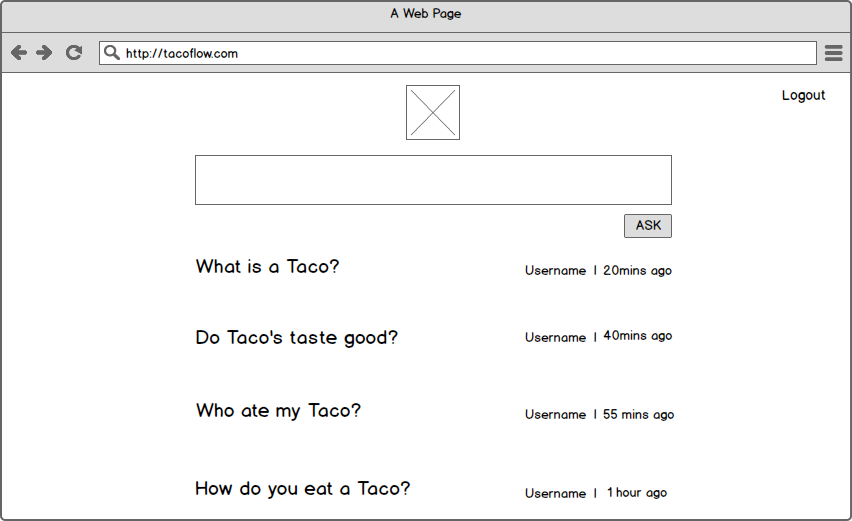 A Web Page
http://tacoflow.com
Logout
ASK
What is a Taco? Username | 20mins ago
Do Taco's taste good? Username | 40mins ago
Who ate my Taco? Username | 55 mins ago
How do you eat a Taco? Username | 1 hour ago